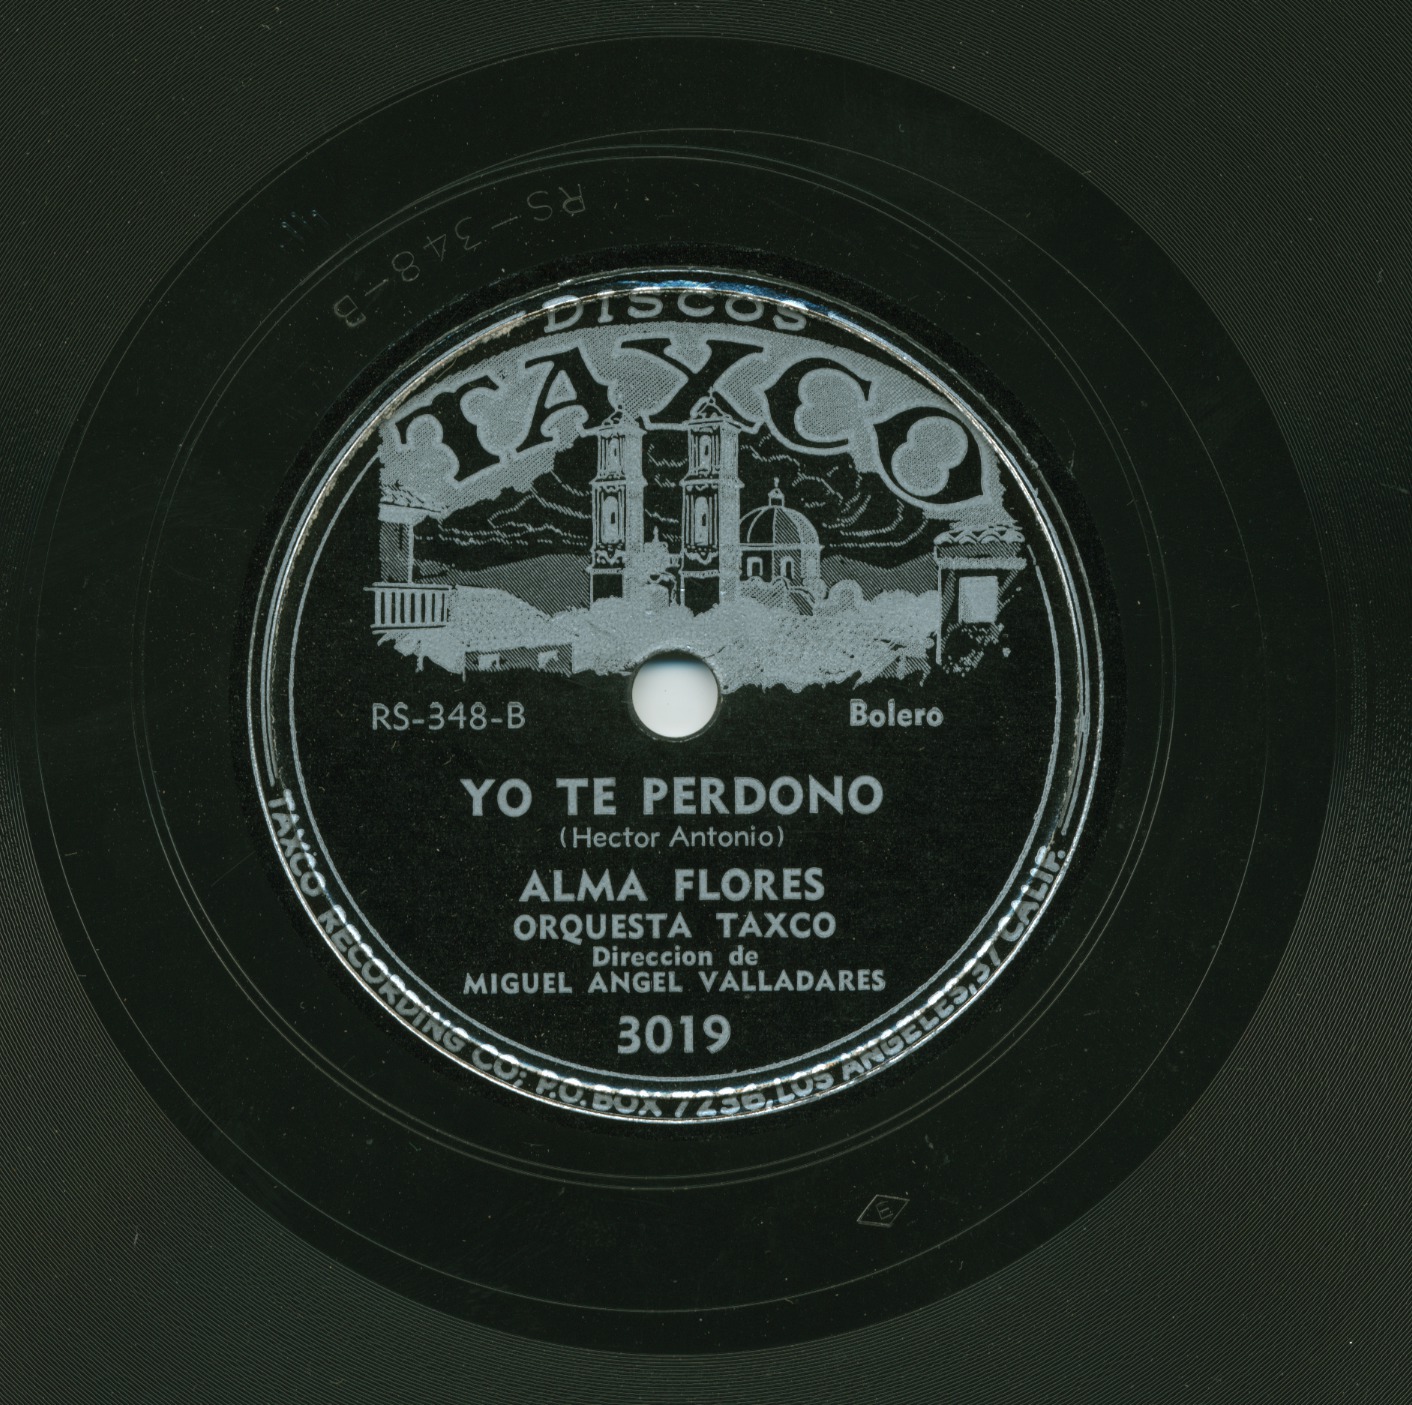 DISCOS
TAXCO
RS-348-B
Bolero
YO TE PERDONO
(Hector Antonio)
ALMA FLORES
ORQUESTA TAXCO
Direccion de
MIGUEL ANGEL VALLADARES
3019
TAXCO RECORDING CO; P.O. BOX 7236, LOS ANGELES, 37 CALIF.
RS-348-B
E